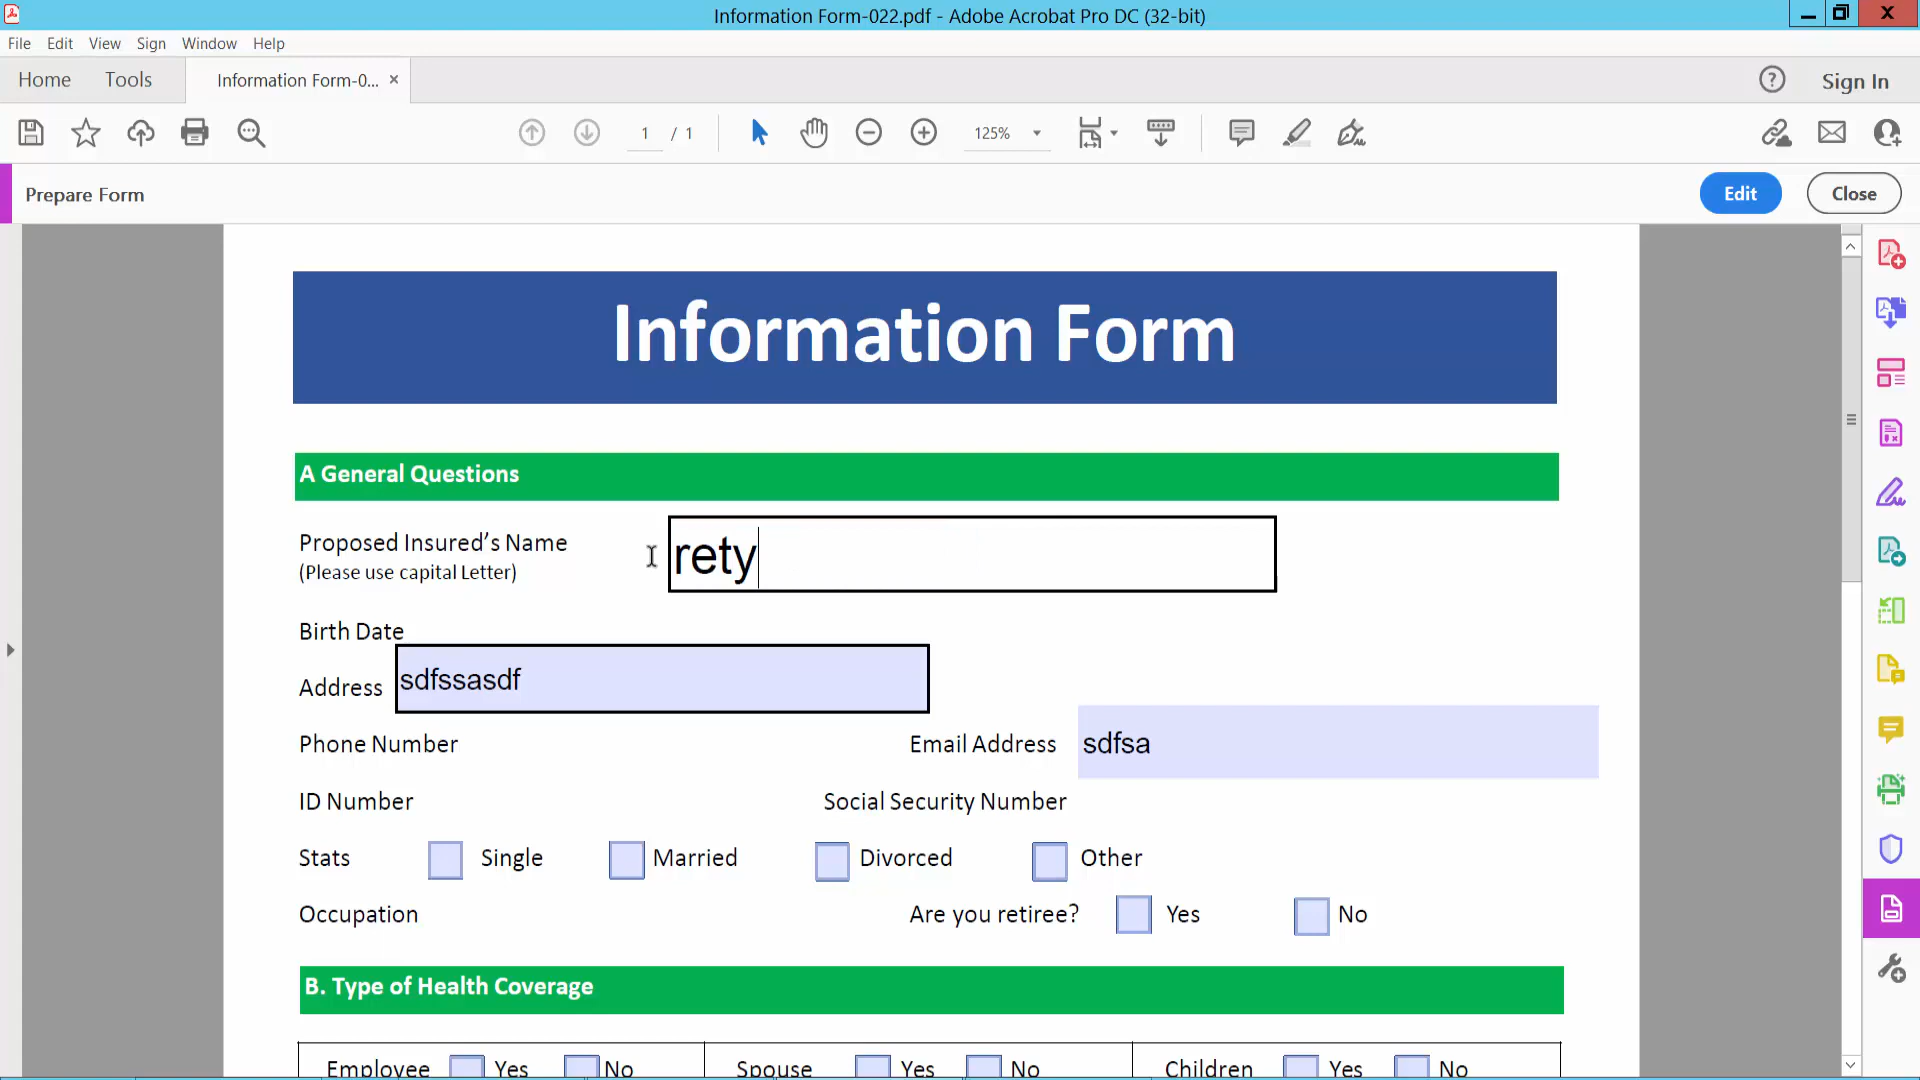 Information Form-022.pdf - Adobe Acrobat Pro DC (32-bit)
File Edit View Sign Window Help
Home Tools Information Form-0... × Sign In
1 / 1 125%
Prepare Form Edit Close
Information Form
A General Questions
Proposed Insured’s Name rety
(Please use capital Letter)
Birth Date
Address sdfssasdf
Phone Number Email Address sdfsa
ID Number Social Security Number
Stats Single Married Divorced Other
Occupation Are you retiree? Yes No
B. Type of Health Coverage
Employee Yes No Spouse Yes No Children Yes No